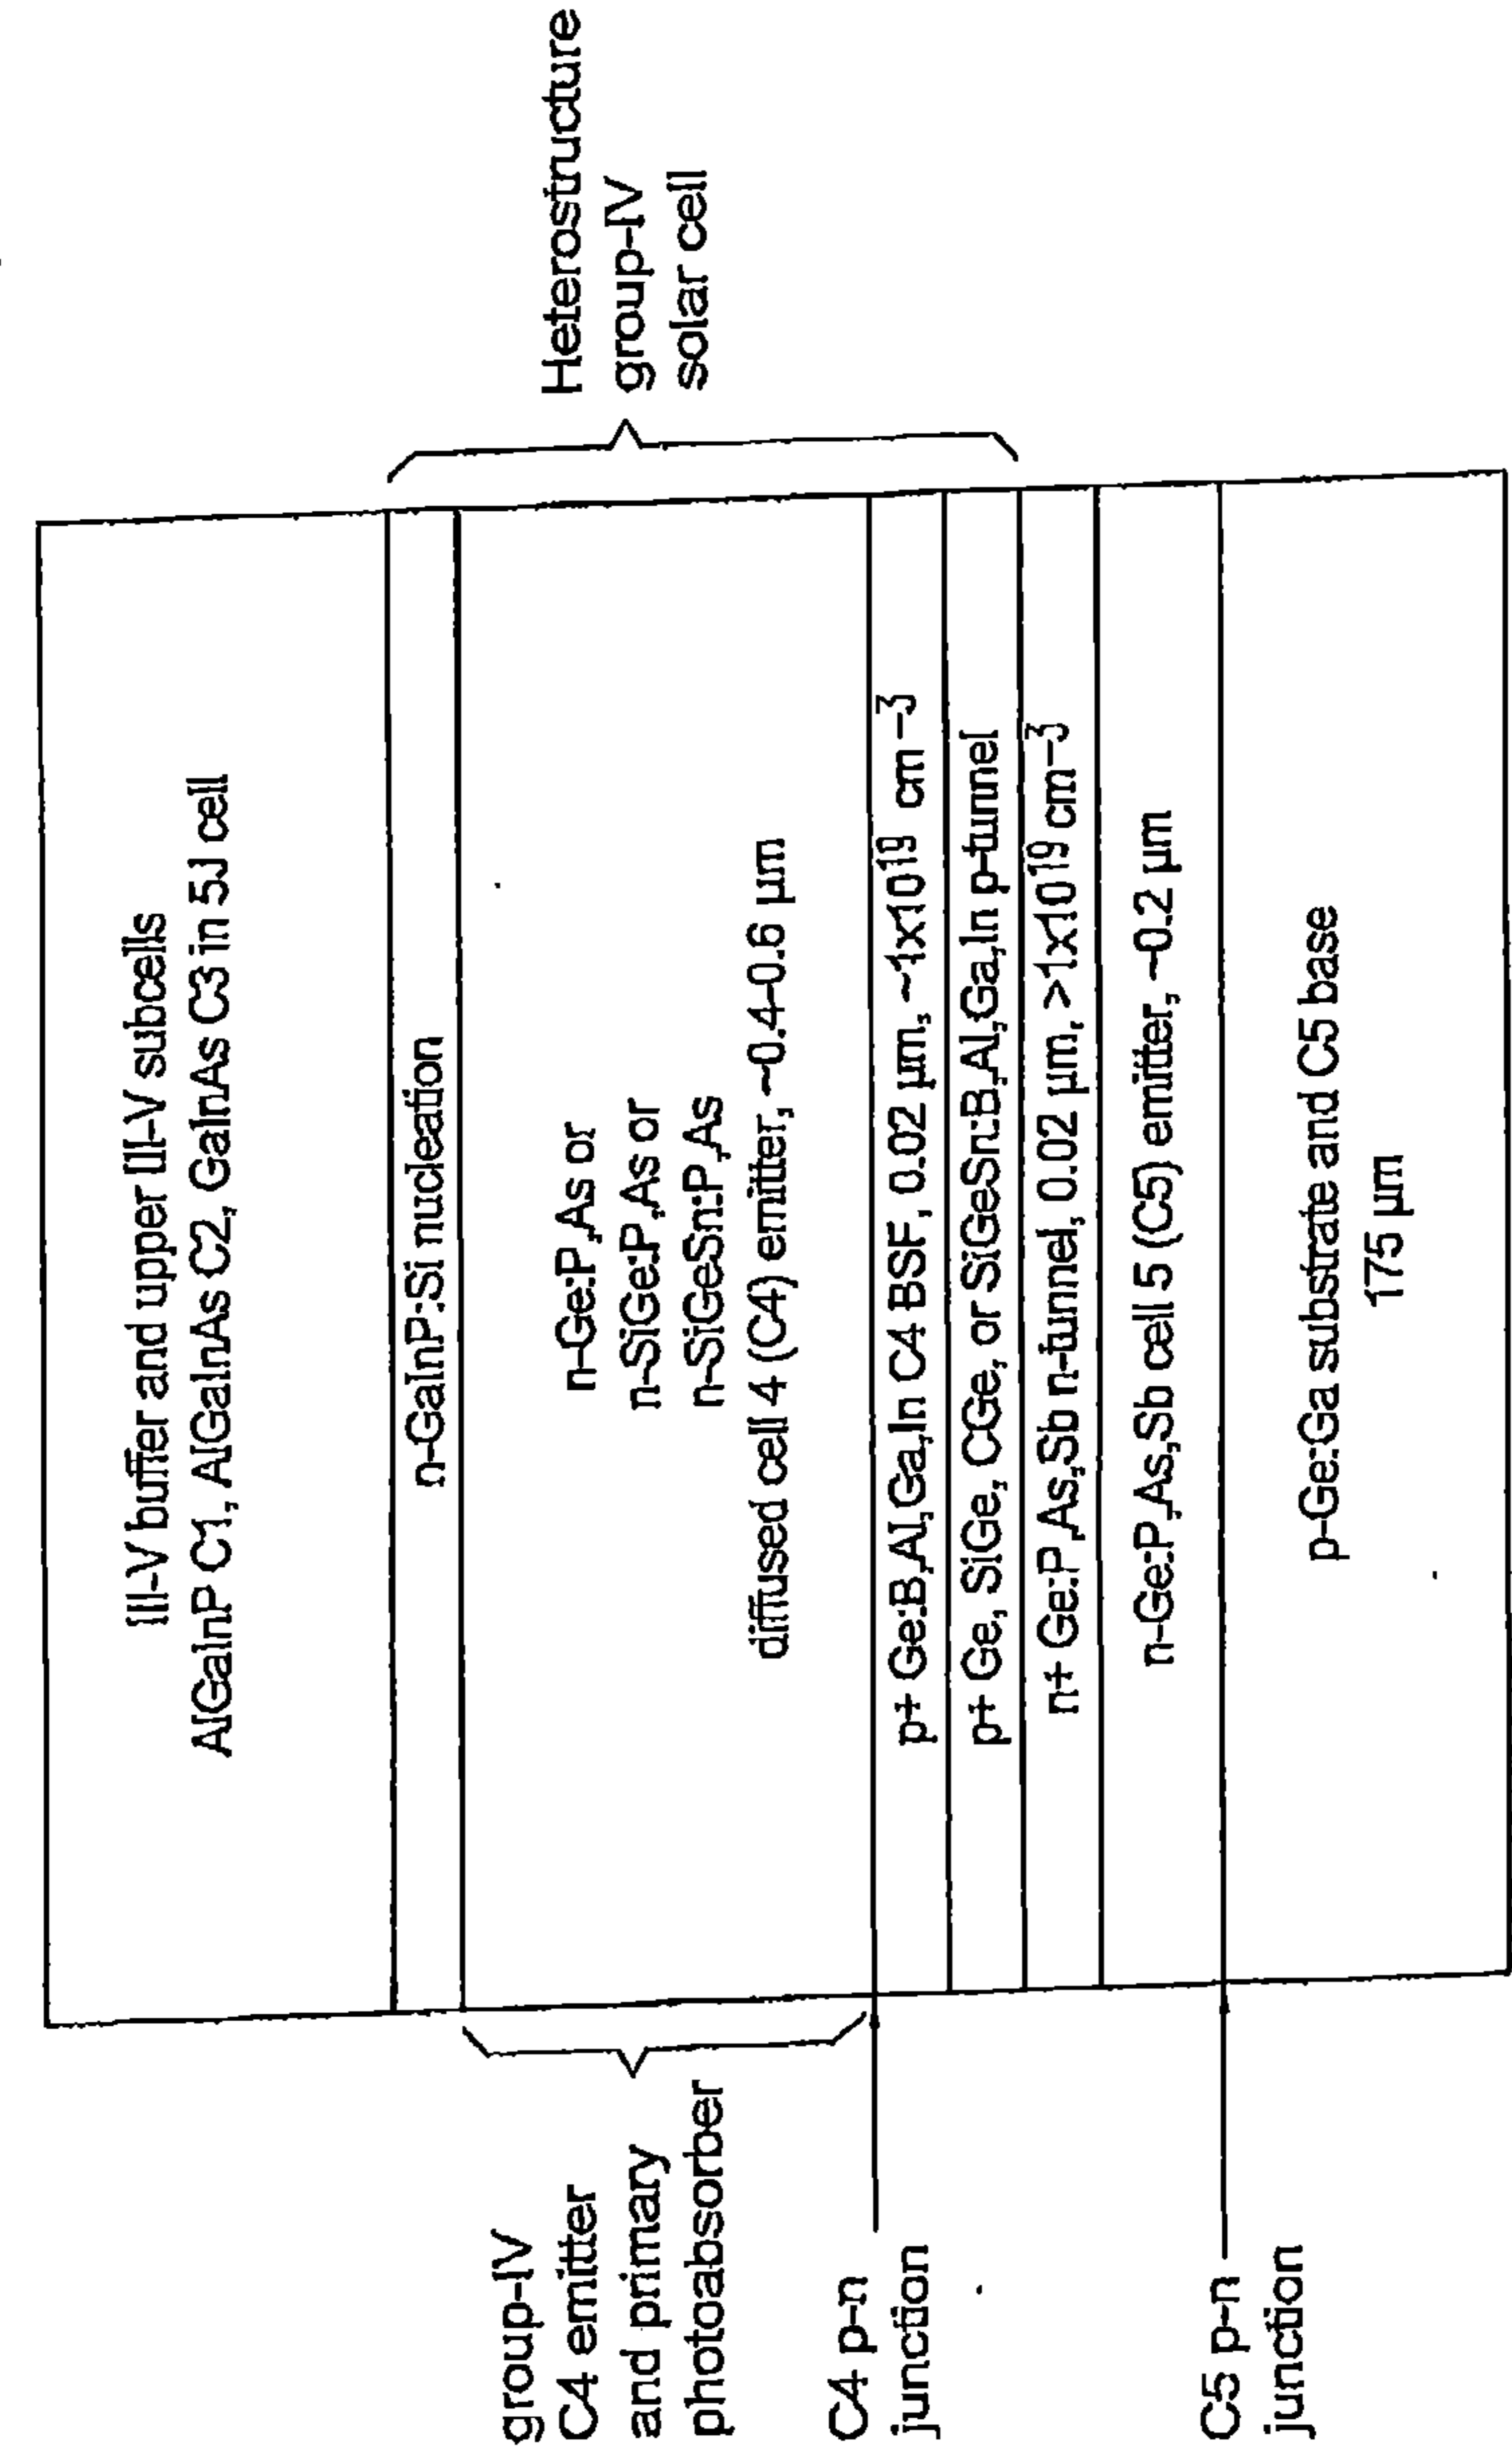 III-V buffer and upper III-V subcells
AlGaInP C1, AlGaInAs C2, GaInAs C3 in 5J cell
n-GaInP:Si nucleation
n-Ge:P,As or
n-SiGe:P,As or
n-SiGeSn:P,As
diffused cell 4 (C4) emitter, ~0.4-0.6 µm
p+ Ge:B,Al,Ga,In C4 BSF, 0.02 µm, ~1x10¹⁹ cm⁻³
p+ Ge, SiGe, CGe, or SiGeSn:B,Al,Ga,In p-tunnel
n+ Ge:P,As,Sb n-tunnel, 0.02 µm, >1x10¹⁹ cm⁻³
n-Ge:P,As,Sb cell 5 (C5) emitter, ~0.2 µm
p-Ge:Ga substrate and C5 base
175 µm
group-IV
C4 emitter
and primary
photoabsorber
C4 p-n
junction
C5 p-n
junction
Heterostructure
group-IV
solar cell